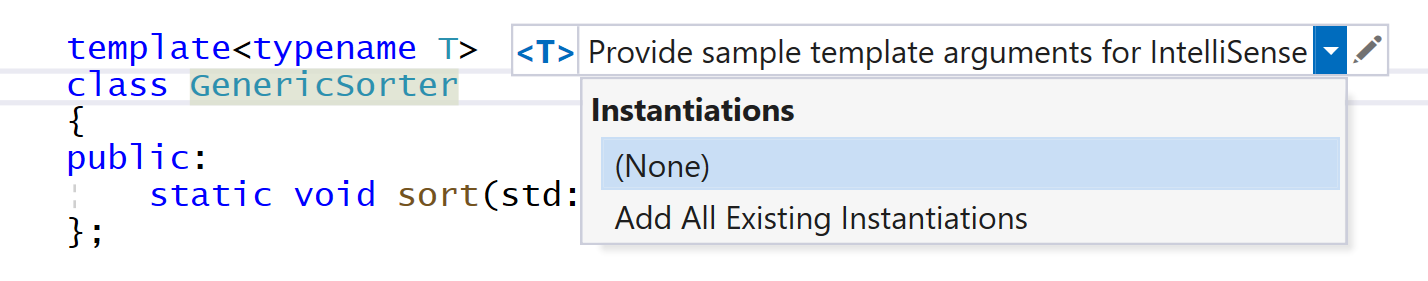 template<typename T>
<T> Provide sample template arguments for IntelliSense
class GenericSorter
{
public:
static void sort(std:
};
Instantiations
(None)
Add All Existing Instantiations